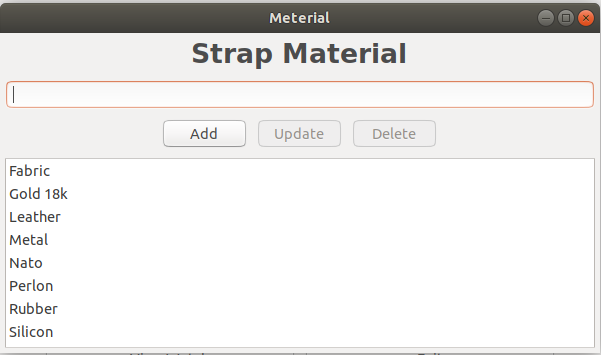 Meterial
Strap Material
Add Update Delete
Fabric
Gold 18k
Leather
Metal
Nato
Perlon
Rubber
Silicon